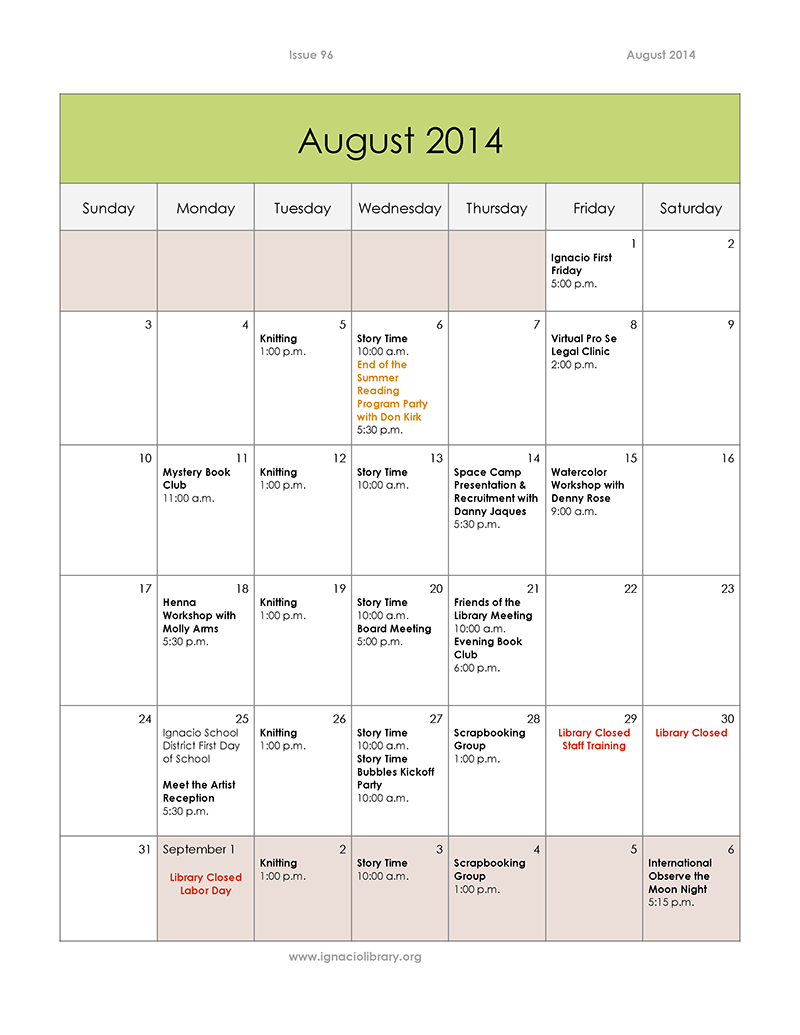 Issue 96 August 2014
August 2014
Sunday Monday Tuesday Wednesday Thursday Friday Saturday
1
Ignacio First
Friday
5:00 p.m.
2
3
4
5
Knitting
1:00 p.m.
6
Story Time
10:00 a.m.
End of the
Summer
Reading
Program Party
with Don Kirk
5:30 p.m.
7
8
Virtual Pro Se
Legal Clinic
2:00 p.m.
9
10
11
Mystery Book
Club
11:00 a.m.
12
Knitting
1:00 p.m.
13
Story Time
10:00 a.m.
14
Space Camp
Presentation &
Recruitment with
Danny Jaques
5:30 p.m.
15
Watercolor
Workshop with
Denny Rose
9:00 a.m.
16
17
18
Henna
Workshop with
Molly Arms
5:30 p.m.
19
Knitting
1:00 p.m.
20
Story Time
10:00 a.m.
Board Meeting
5:00 p.m.
21
Friends of the
Library Meeting
10:00 a.m.
Evening Book
Club
6:00 p.m.
22
23
24
25
Ignacio School
District First Day
of School
Meet the Artist
Reception
5:30 p.m.
26
Knitting
1:00 p.m.
27
Story Time
10:00 a.m.
Story Time
Bubbles Kickoff
Party
10:00 a.m.
28
Scrapbooking
Group
1:00 p.m.
29
Library Closed
Staff Training
30
Library Closed
31
September 1
Library Closed
Labor Day
2
Knitting
1:00 p.m.
3
Story Time
10:00 a.m.
4
Scrapbooking
Group
1:00 p.m.
5
6
International
Observe the
Moon Night
5:15 p.m.
www.ignaciolibrary.org